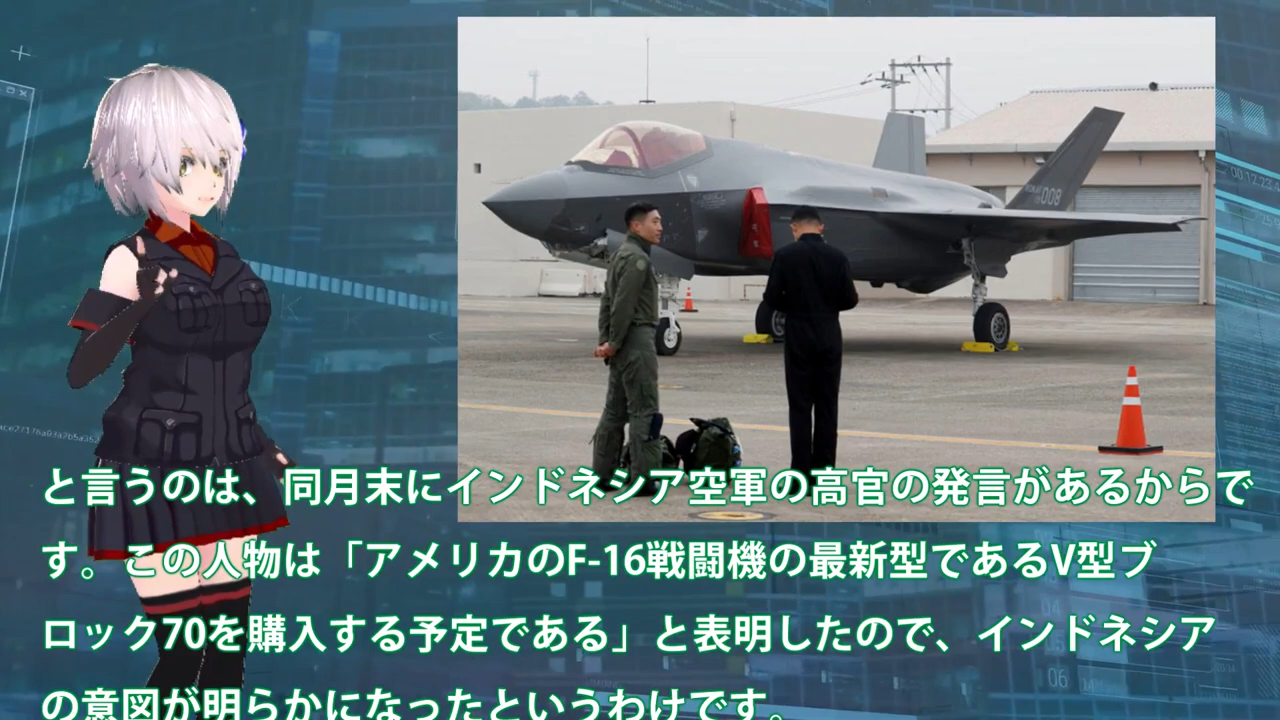 008
と言うのは、同月末にインドネシア空軍の高官の発言があるからで
す。この人物は「アメリカのF-16戦闘機の最新型であるV型ブ
ロック70を購入する予定である」と表明したので、インドネシア
の意図が明らかになったというわけです。
04
06